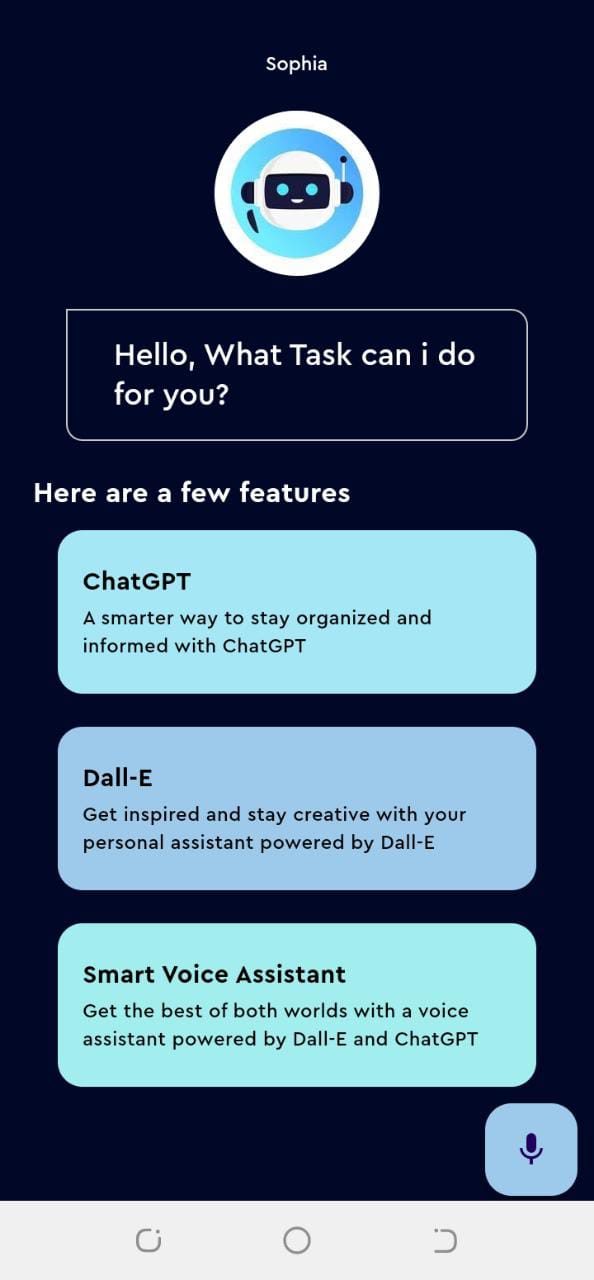 Sophia
Hello, What Task can i do
for you?
Here are a few features
ChatGPT
A smarter way to stay organized and
informed with ChatGPT
Dall-E
Get inspired and stay creative with your
personal assistant powered by Dall-E
Smart Voice Assistant
Get the best of both worlds with a voice
assistant powered by Dall-E and ChatGPT